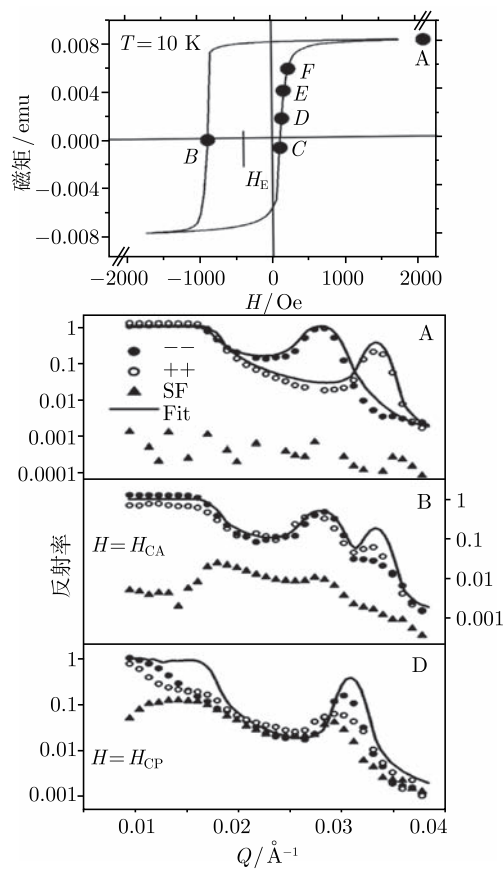 T = 10 K
A
F
E
D
C
B
H_E
0.008
0.004
0.000
−0.004
−0.008
磁矩/emu
−2000 −1000 0 1000 2000
H/Oe
A
−−
++
SF
Fit
1
0.1
0.01
0.001
0.0001
B
H = H_CA
1
0.1
0.01
0.001
反射率
D
H = H_CP
1
0.1
0.01
0.001
0.01 0.02 0.03 0.04
Q/Å⁻¹